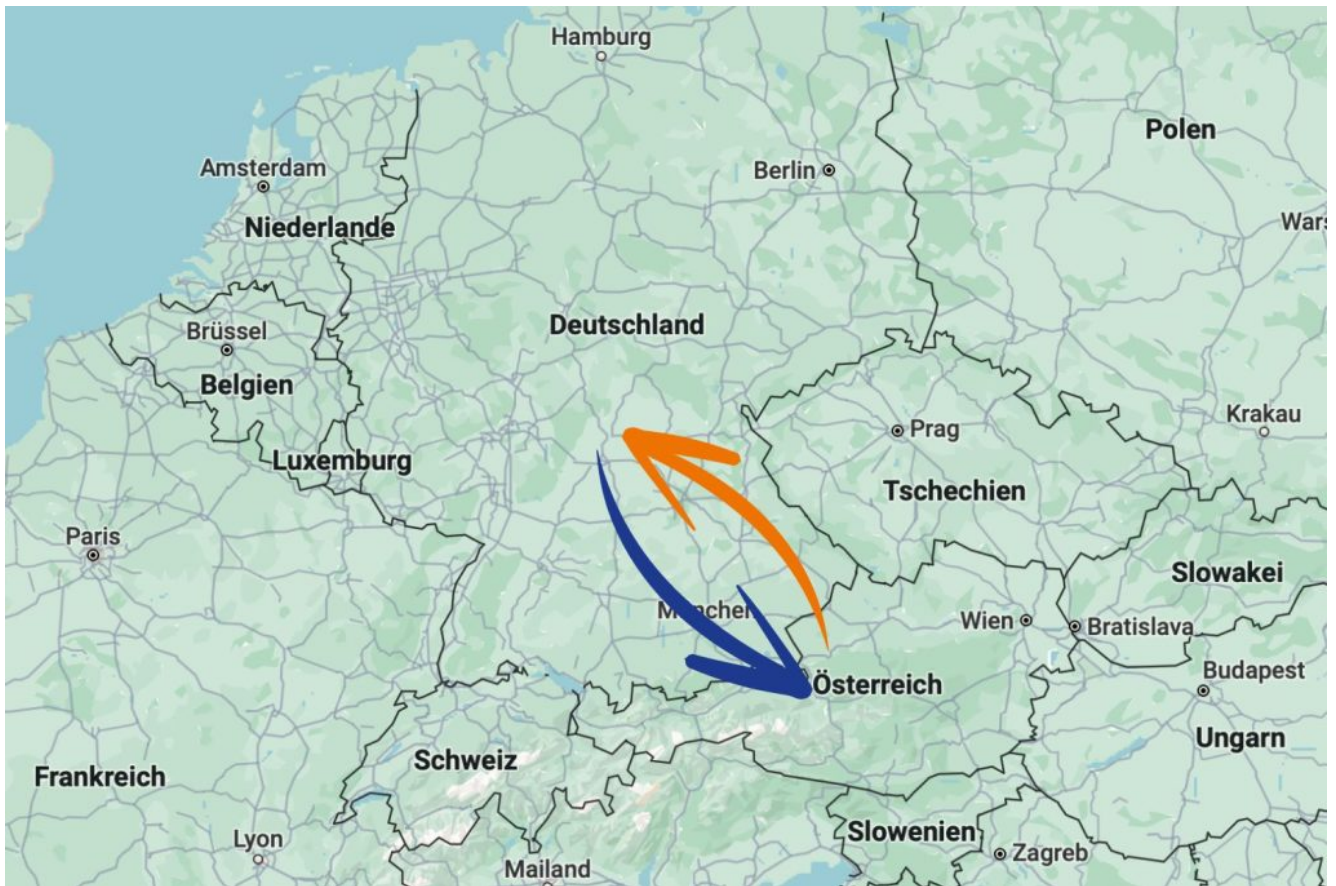 Hamburg
Polen
Amsterdam
Berlin
Niederlande
Wars
Deutschland
Brüssel
Belgien
Krakau
Prag
Luxemburg
Tschechien
Paris
Slowakei
München
Wien
Bratislava
Budapest
Österreich
Ungarn
Schweiz
Frankreich
Slowenien
Lyon
Zagreb
Mailand